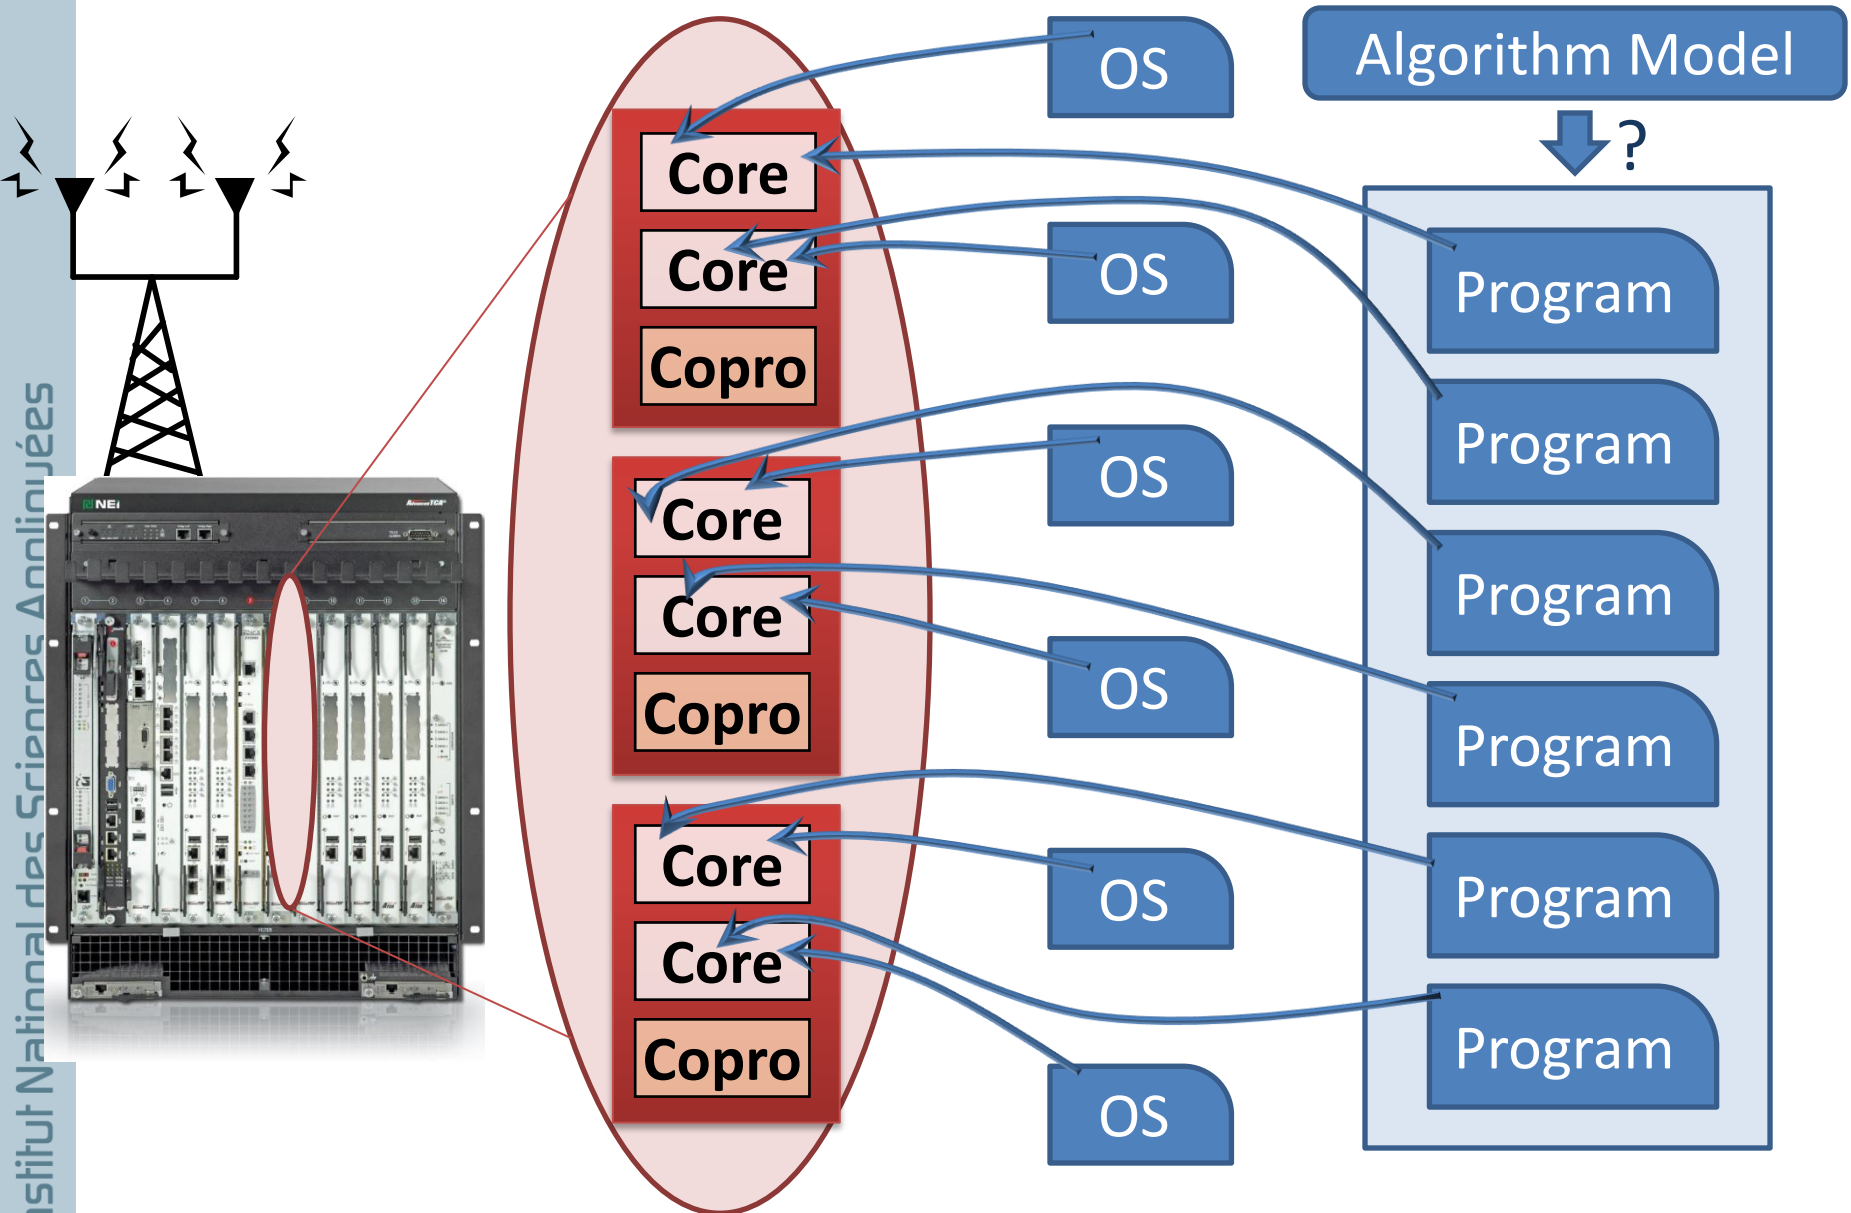 Institut National des Sciences Appliquées
NEi
AdvancedTCA
Core
Core
Copro
Core
Core
Copro
Core
Core
Copro
OS
OS
OS
OS
OS
OS
Algorithm Model
?
Program
Program
Program
Program
Program
Program